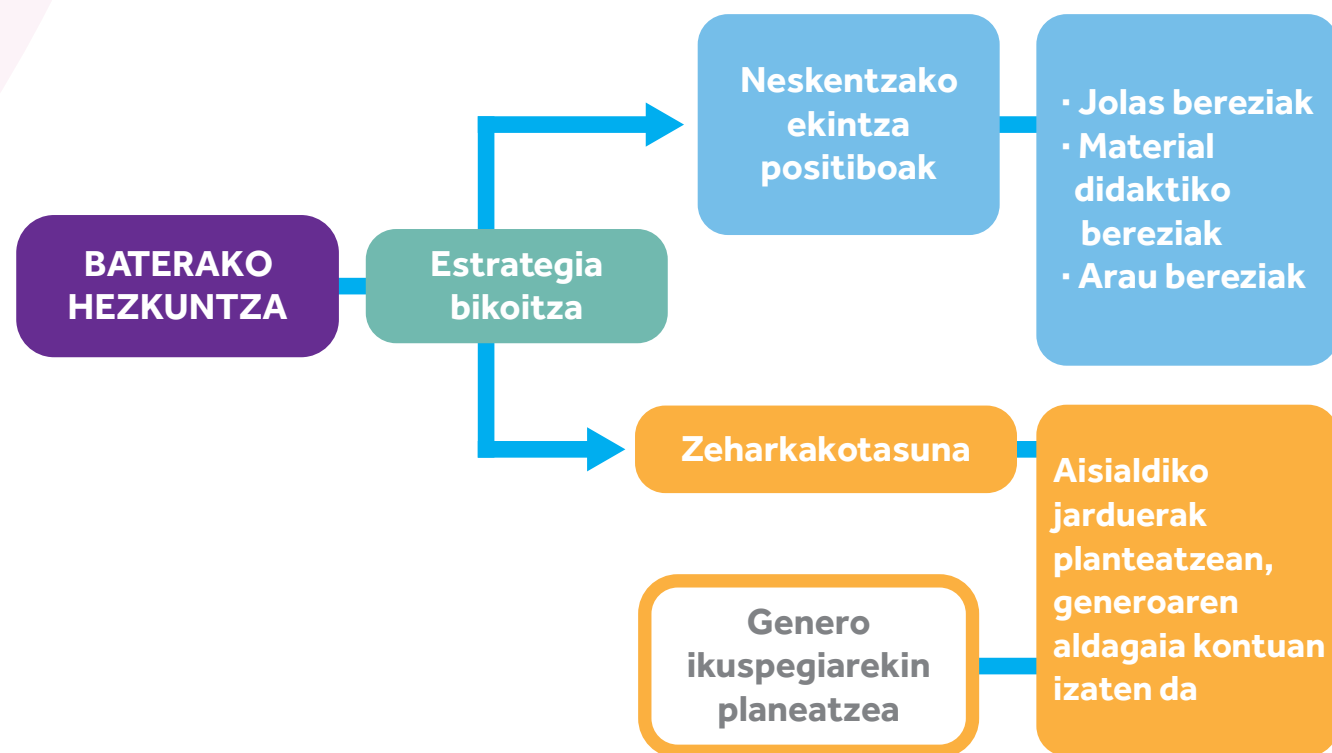 BATERAKO
HEZKUNTZA
Estrategia
bikoitza
Neskentzako
ekintza
positiboak
· Jolas bereziak
· Material
didaktiko
bereziak
· Arau bereziak
Zeharkakotasuna
Genero
ikuspegiarekin
planeatzea
Aisialdiko
jarduerak
planteatzean,
generoaren
aldagaia kontuan
izaten da